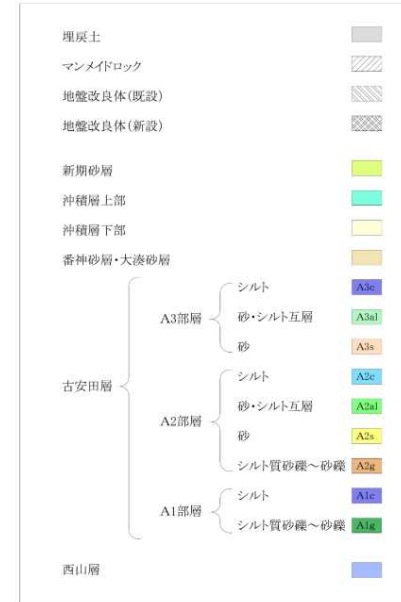 埋戻土
マンメイドロック
地盤改良体(既設)
地盤改良体(新設)
新期砂層
沖積層上部
沖積層下部
番神砂層・大湊砂層
シルト A3c
A3部層 砂・シルト互層 A3al
砂 A3s
シルト A2c
砂・シルト互層 A2al
古安田層
A2部層
砂 A2s
シルト質砂礫～砂礫 A2g
シルト A1c
A1部層
シルト質砂礫～砂礫 A1g
西山層